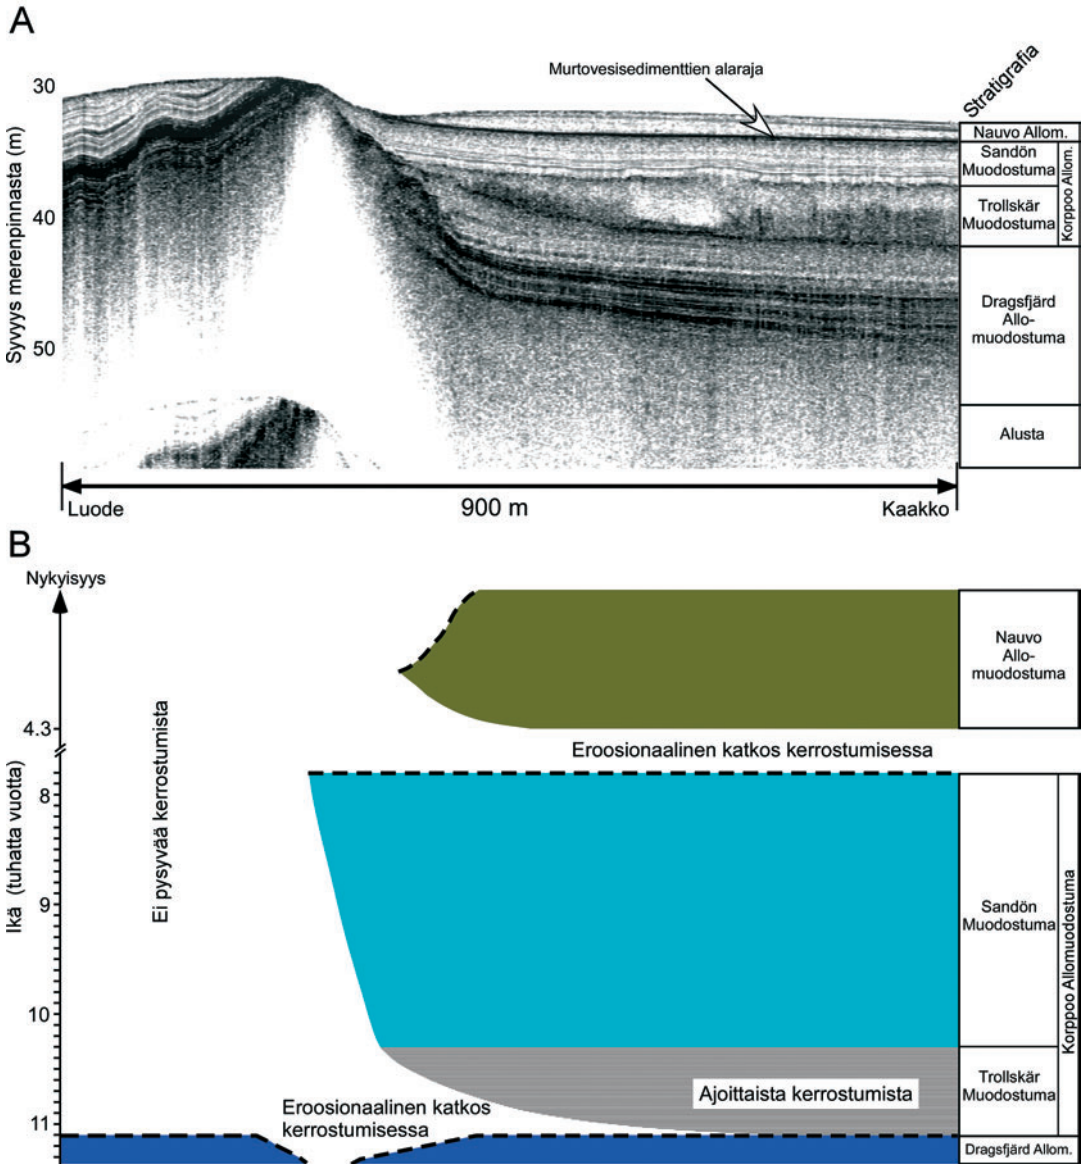 A
Murtovesisedimenttien alaraja
Stratigrafia
Syvyys merenpinnasta (m)
30
40
50
Nauvo Allom.
Sandön
Muodostuma
Trollskär
Muodostuma
Korppoo Allom.
Dragsfjärd
Allo-
muodostuma
Alusta
Luode
900 m
Kaakko
B
Nykyisyys
Ikä (tuhatta vuotta)
4.3
8
9
10
11
Ei pysyvää kerrostumista
Eroosionaalinen katkos kerrostumisessa
Ajoittaista kerrostumista
Eroosionaalinen katkos
kerrostumisessa
Nauvo
Allo-
muodostuma
Sandön
Muodostuma
Trollskär
Muodostuma
Korppoo Allomuodostuma
Dragsfjärd Allom.